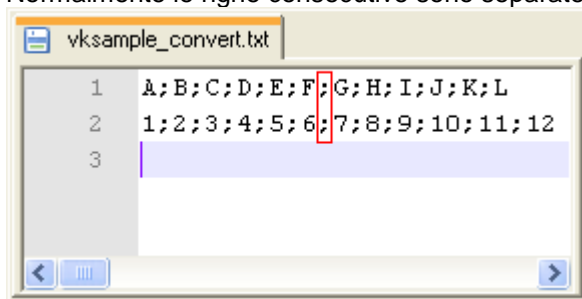 Normalmente le righe consecutive sono separate
vksample_convert.txt
1 A;B;C;D;E;F;G;H;I;J;K;L
2 1;2;3;4;5;6;7;8;9;10;11;12
3